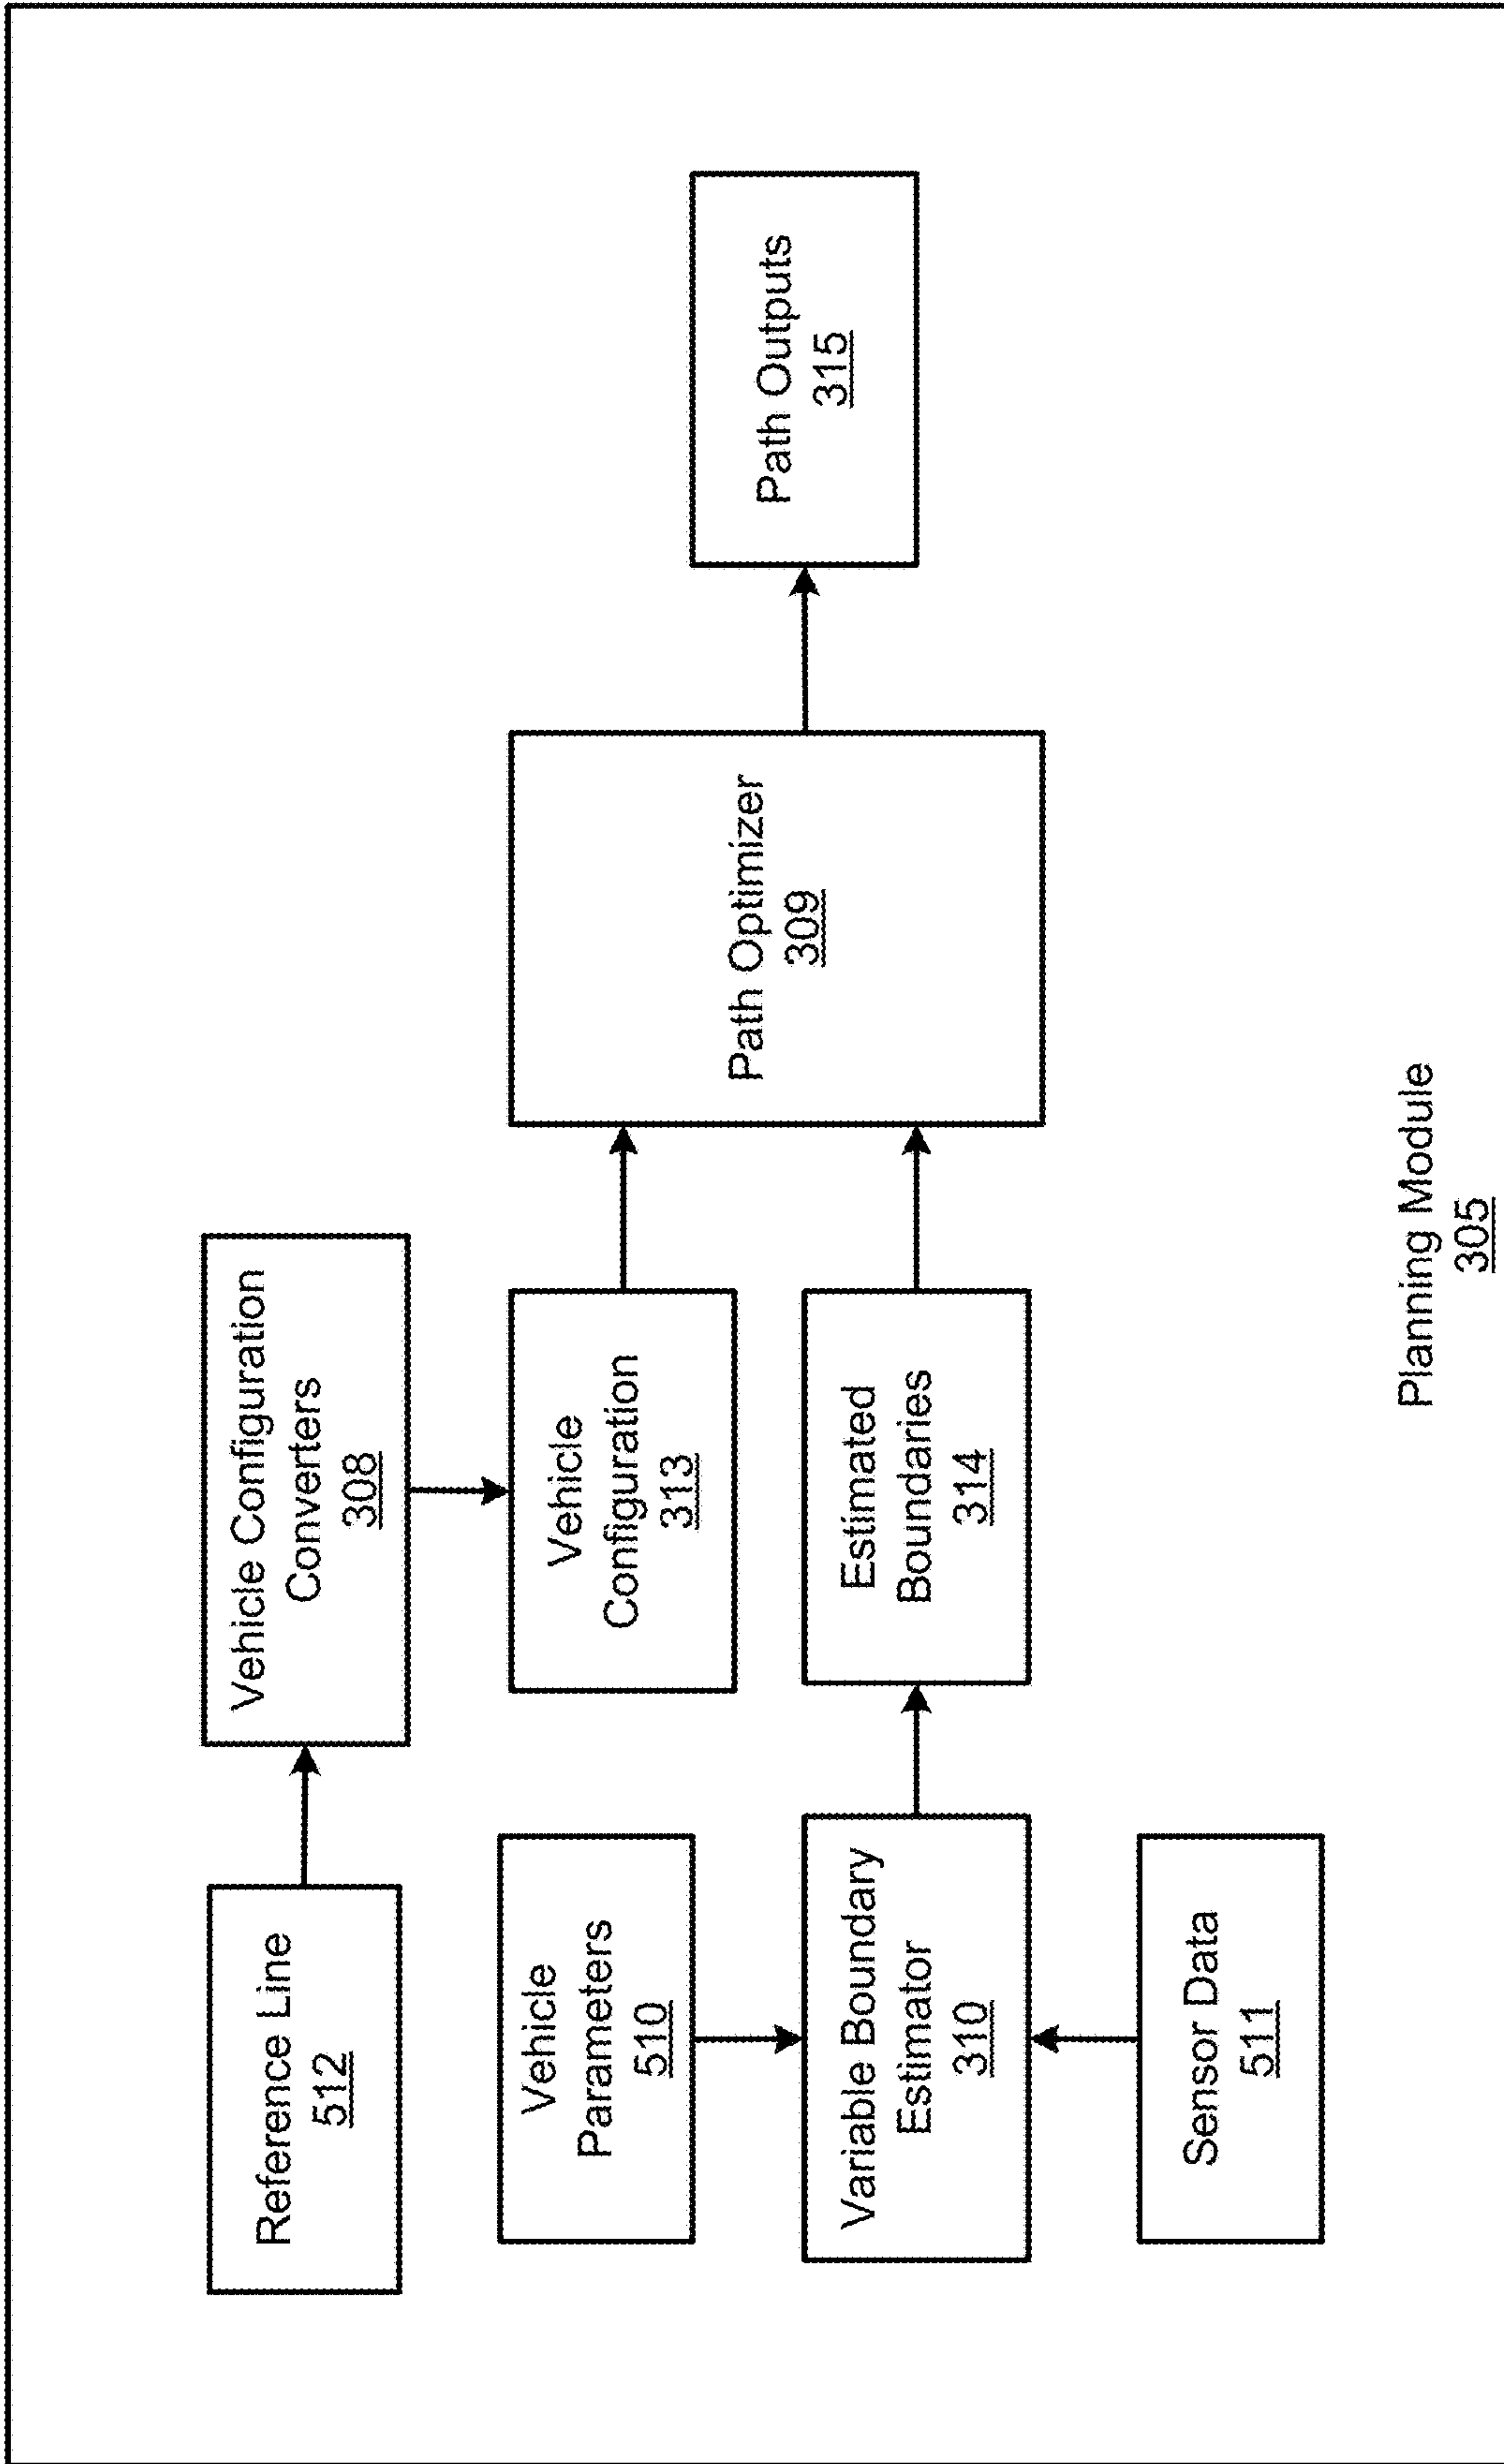 Reference Line
512
Vehicle Configuration
Converters
308
Vehicle
Parameters
510
Vehicle
Configuration
313
Variable Boundary
Estimator
310
Estimated
Boundaries
314
Path Optimizer
309
Path Outputs
315
Sensor Data
511
Planning Module
305